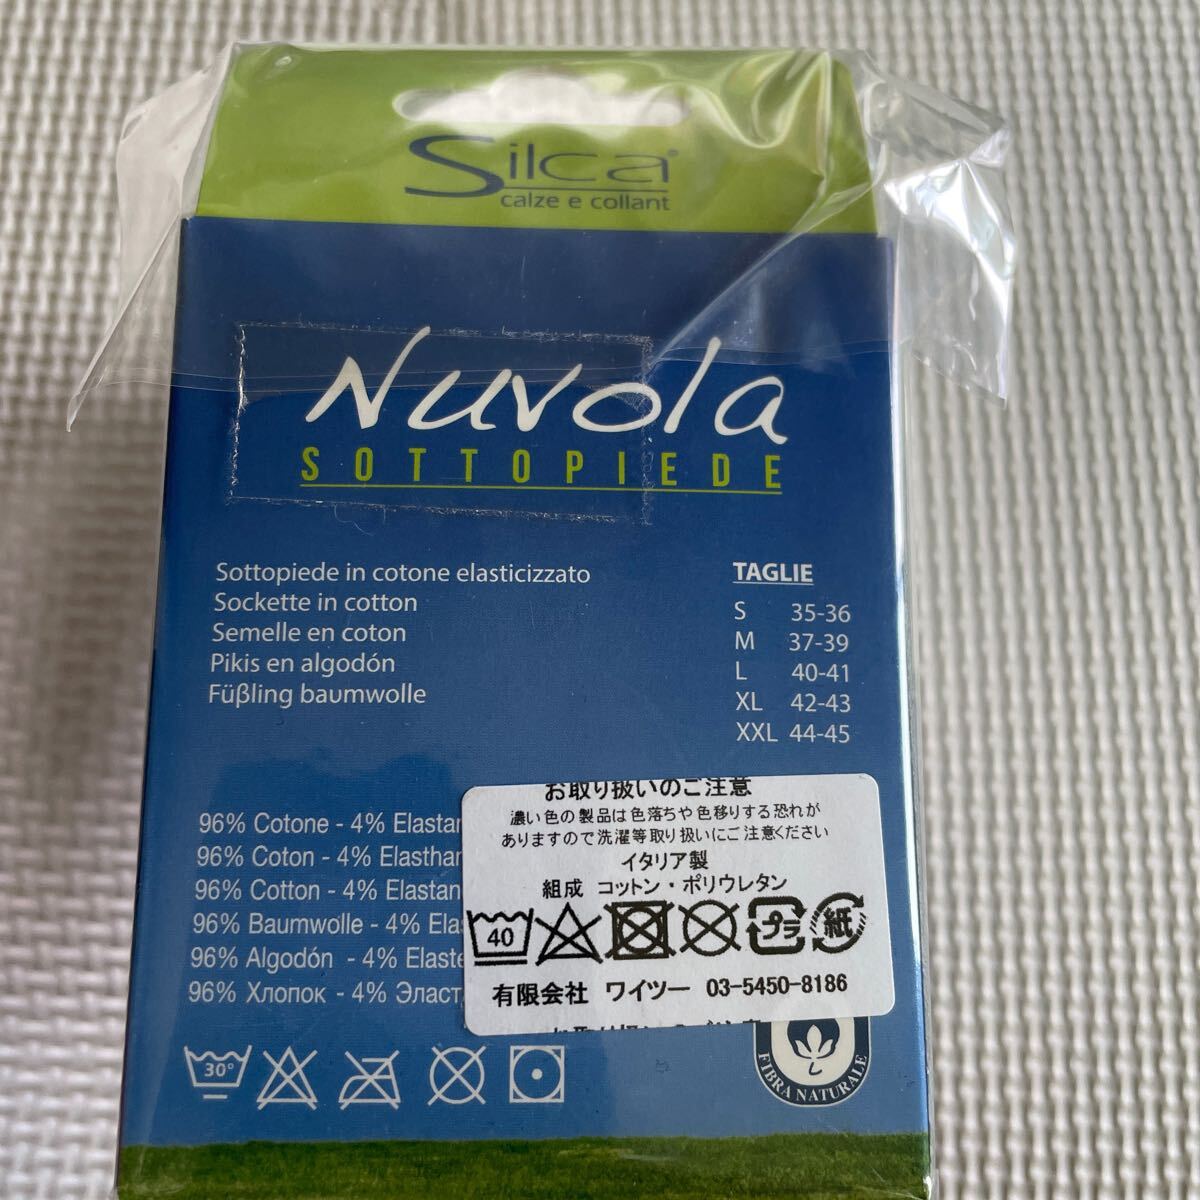 Silca
calze e collant
Nuvola
SOTTOPIEDE
Sottopiede in cotone elasticizzato
Sockette in cotton
Semelle en coton
Pikis en algodón
Füβling baumwolle
TAGLIE
S 35-36
M 37-39
L 40-41
XL 42-43
XXL 44-45
96% Cotone - 4% Elastan
96% Coton - 4% Elasthan
96% Cotton - 4% Elastan
96% Baumwolle - 4% Elas
96% Algodón - 4% Elaste
96% Хлопок - 4% Эласт
お取り扱いのご注意
濃い色の製品は色落ちや色移りする恐れが
ありますので洗濯等取り扱いにご注意ください
イタリア製
組成 コットン・ポリウレタン
40 プラ 紙
有限会社 ワイツー 03-5450-8186
30°
FIBRA NATURALE